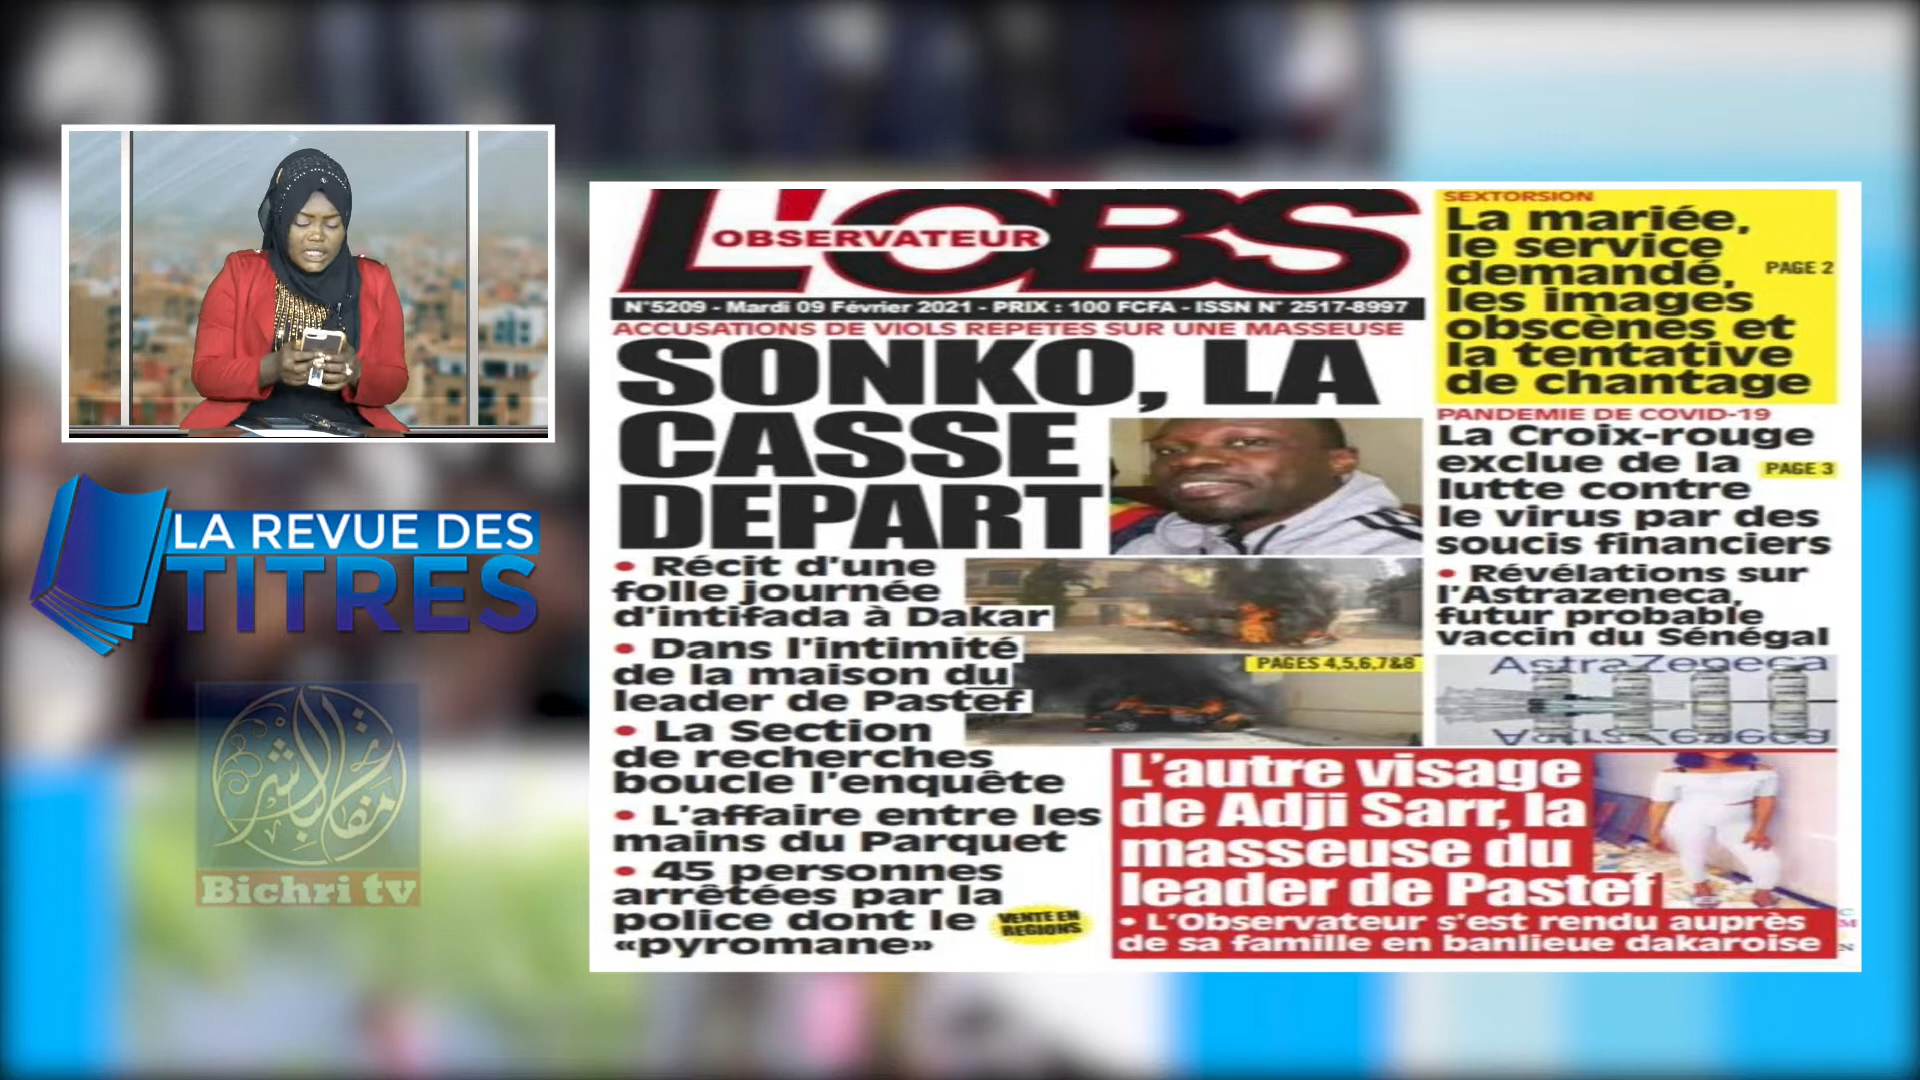 LA REVUE DES
TITRES
Bichri tv
L'OBS
OBSERVATEUR
N°5209 - Mardi 09 Février 2021 - PRIX : 100 FCFA - ISSN N° 2517-8997
ACCUSATIONS DE VIOLS REPETES SUR UNE MASSEUSE
SONKO, LA
CASSE
DEPART
• Récit d'une
folle journée
d'intifada à Dakar
• Dans l'intimité
de la maison du
leader de Pastef
PAGES 4,5,6,7&8
• La Section
de recherches
boucle l'enquête
• L'affaire entre les
mains du Parquet
• 45 personnes
arrêtées par la
police dont le
«pyromane»
VENTE EN
REGIONS
SEXTORSION
La mariée,
le service
demandé,
PAGE 2
les images
obscènes et
la tentative
de chantage
PANDEMIE DE COVID-19
La Croix-rouge
exclue de la
PAGE 3
lutte contre
le virus par des
soucis financiers
• Révélations sur
l'Astrazeneca,
futur probable
vaccin du Sénégal
AstraZeneca
L'autre visage
de Adji Sarr, la
masseuse du
leader de Pastef
• L'Observateur s'est rendu auprès
de sa famille en banlieue dakaroise